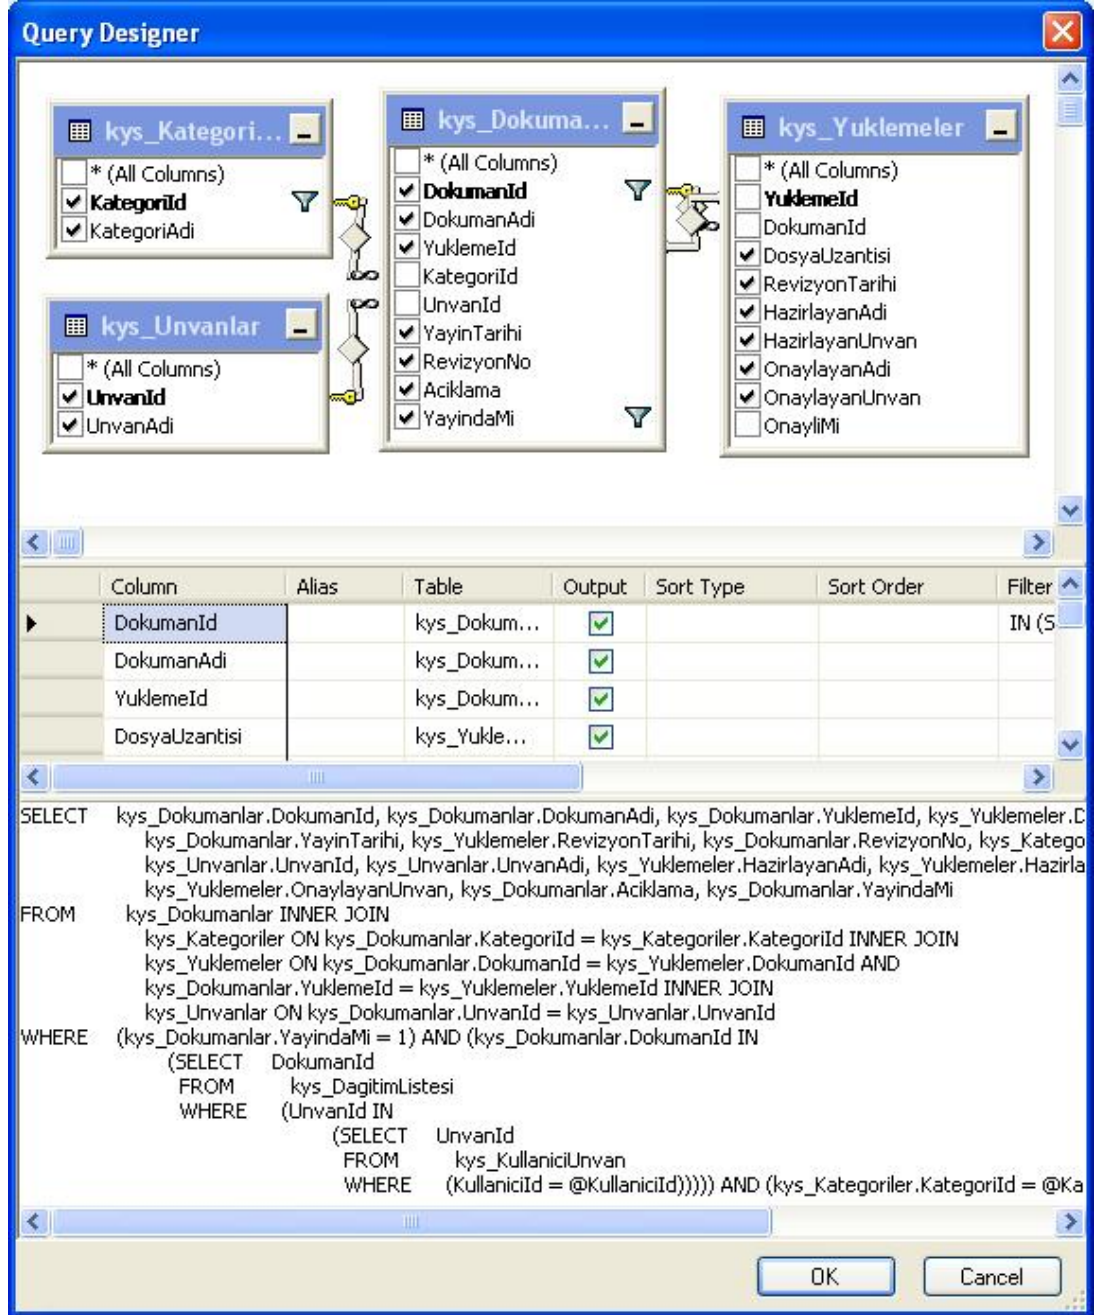 Query Designer
kys_Kategori...
* (All Columns)
KategoriId
KategoriAdi
kys_Unvanlar
* (All Columns)
UnvanId
UnvanAdi
kys_Dokuma...
* (All Columns)
DokumanId
DokumanAdi
YuklemeId
KategoriId
UnvanId
YayinTarihi
RevizyonNo
Aciklama
YayindaMi
kys_Yuklemeler
* (All Columns)
YuklemeId
DokumanId
DosyaUzantisi
RevizyonTarihi
HazirlayanAdi
HazirlayanUnvan
OnaylayanAdi
OnaylayanUnvan
OnayliMi
Column Alias Table Output Sort Type Sort Order Filter
DokumanId kys_Dokum... IN (S
DokumanAdi kys_Dokum...
YuklemeId kys_Dokum...
DosyaUzantisi kys_Yukle...
SELECT kys_Dokumanlar.DokumanId, kys_Dokumanlar.DokumanAdi, kys_Dokumanlar.YuklemeId, kys_Yuklemeler.D
kys_Dokumanlar.YayinTarihi, kys_Yuklemeler.RevizyonTarihi, kys_Dokumanlar.RevizyonNo, kys_Katego
kys_Unvanlar.UnvanId, kys_Unvanlar.UnvanAdi, kys_Yuklemeler.HazirlayanAdi, kys_Yuklemeler.Hazirla
kys_Yuklemeler.OnaylayanUnvan, kys_Dokumanlar.Aciklama, kys_Dokumanlar.YayindaMi
FROM kys_Dokumanlar INNER JOIN
kys_Kategoriler ON kys_Dokumanlar.KategoriId = kys_Kategoriler.KategoriId INNER JOIN
kys_Yuklemeler ON kys_Dokumanlar.DokumanId = kys_Yuklemeler.DokumanId AND
kys_Dokumanlar.YuklemeId = kys_Yuklemeler.YuklemeId INNER JOIN
kys_Unvanlar ON kys_Dokumanlar.UnvanId = kys_Unvanlar.UnvanId
WHERE (kys_Dokumanlar.YayindaMi = 1) AND (kys_Dokumanlar.DokumanId IN
(SELECT DokumanId
FROM kys_DagitimListesi
WHERE (UnvanId IN
(SELECT UnvanId
FROM kys_KullaniciUnvan
WHERE (KullaniciId = @KullaniciId))))) AND (kys_Kategoriler.KategoriId = @Ka
OK Cancel